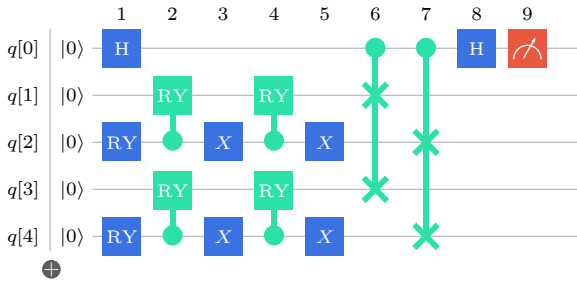 1 2 3 4 5 6 7 8 9
q[0] |0⟩ H H
q[1] |0⟩ RY RY
q[2] |0⟩ RY X X
q[3] |0⟩ RY RY
q[4] |0⟩ RY X X